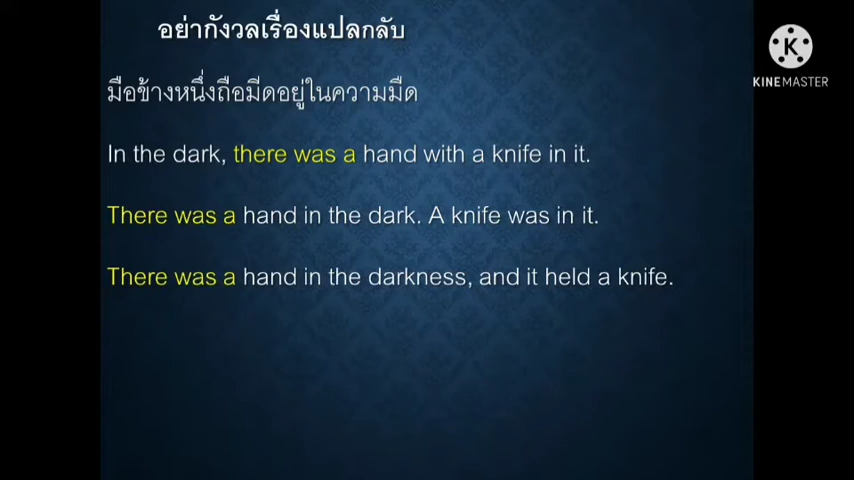 อย่ากังวลเรื่องแปลกลับ
มือข้างหนึ่งถือมีดอยู่ในความมืด
In the dark, there was a hand with a knife in it.
There was a hand in the dark. A knife was in it.
There was a hand in the darkness, and it held a knife.
K
KINEMASTER